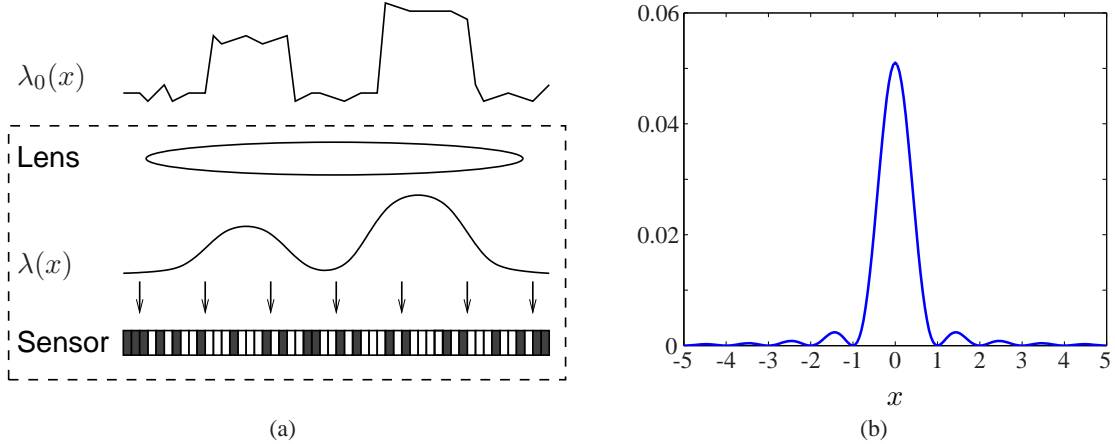 λ₀(x)
Lens
λ(x)
Sensor
(a)
0.06
0.04
0.02
0
-5 -4 -3 -2 -1 0 1 2 3 4 5
x
(b)